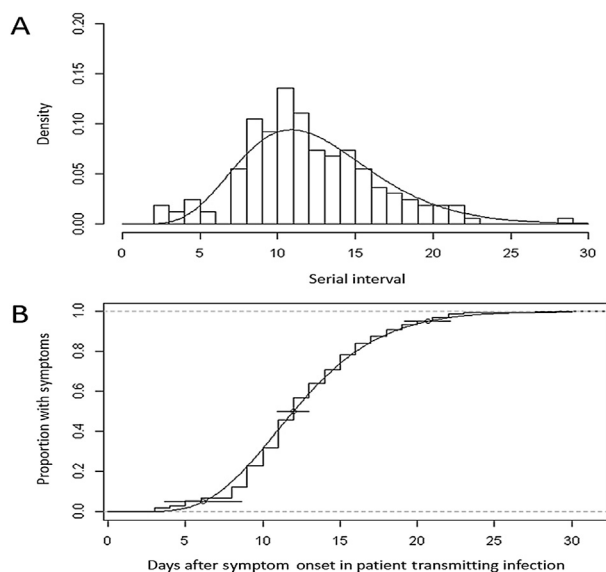 A
0.20
0.15
0.10
0.05
0.00
Density
0 5 10 15 20 25 30
Serial interval
B
1.0
0.8
0.6
0.4
0.2
0.0
Proportion with symptoms
0 5 10 15 20 25 30
Days after symptom onset in patient transmitting infection